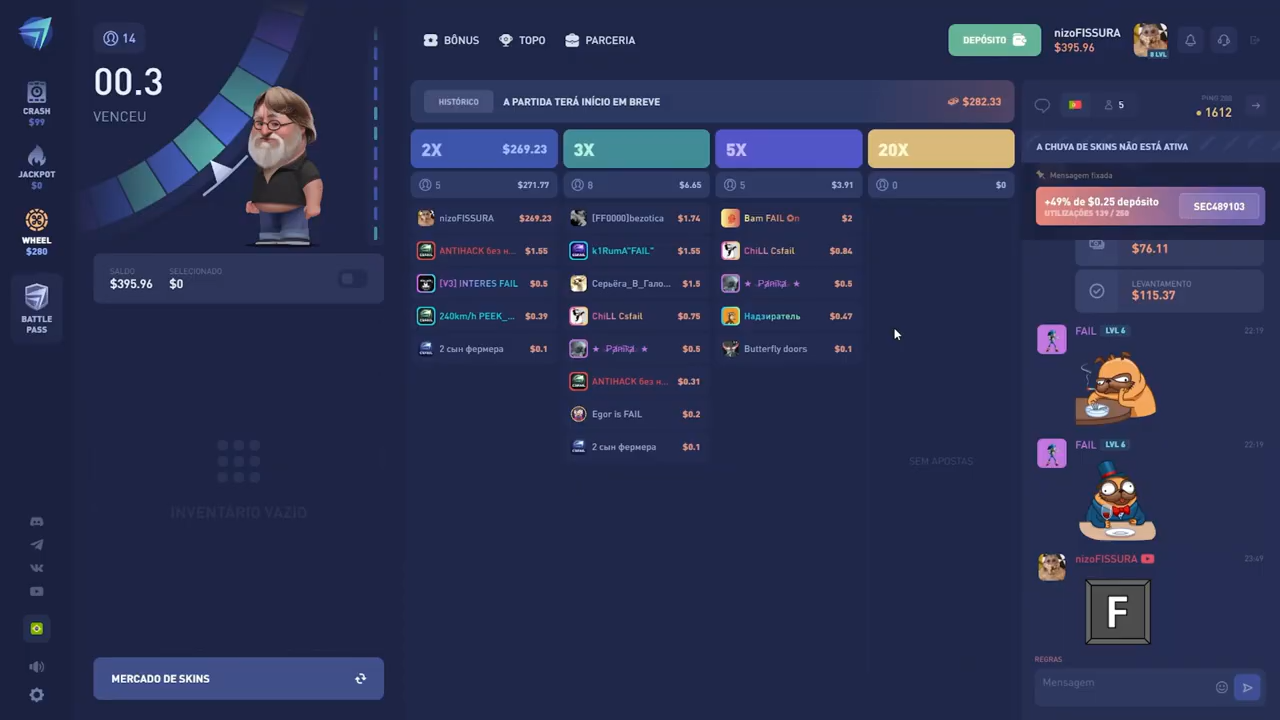 14
00.3
VENCEU
CRASH
$99
JACKPOT
$0
WHEEL
$280
BATTLE
PASS
SALDO
$395.96
SELECIONADO
$0
INVENTÁRIO VAZIO
MERCADO DE SKINS
BÔNUS
TOPO
PARCERIA
DEPÓSITO
nizoFISSURA
$395.96
8 LVL
HISTÓRICO
A PARTIDA TERÁ INÍCIO EM BREVE
$282.33
2X $269.23
5 $271.77
nizoFISSURA $269.23
ANTIHACK без н... $1.55
[V3] INTERES FAIL $0.5
240km/h PEEK_... $0.39
2 сын фермера $0.1
3X
8 $6.65
[FF0000]bezotica $1.74
k1RumA"FAIL" $1.55
Серьёга_В_Гало... $1.5
ChiLL Csfail $0.75
$0.5
ANTIHACK без н... $0.31
Egor is FAIL $0.2
2 сын фермера $0.1
5X
5 $3.91
Bam FAIL On $2
ChiLL Csfail $0.84
$0.5
Надзиратель $0.47
Butterfly doors $0.1
20X
0 $0
SEM APOSTAS
5
1612
A CHUVA DE SKINS NÃO ESTÁ ATIVA
Mensagem fixada
+49% de $0.25 depósito
UTILIZAÇÕES 139 / 250
SEC489103
$76.11
LEVANTAMENTO
$115.37
FAIL LVL 6 22:19
FAIL LVL 6 22:19
nizoFISSURA 23:49
F
REGRAS
Mensagem